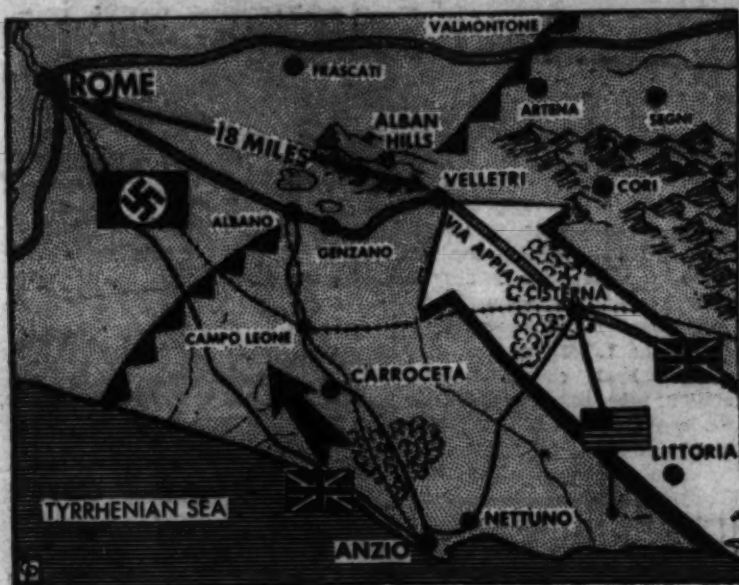 VALMONTONE
ROME
FRASCATI
ARTENA
SEGNI
18 MILES
ALBAN
HILLS
VELLETRI
CORI
ALBANO
GENZANO
VIA APPIA
CISTERNA
CAMPO LEONE
CARROCETA
LITTORIA
TYRRHENIAN SEA
NETTUNO
ANZIO